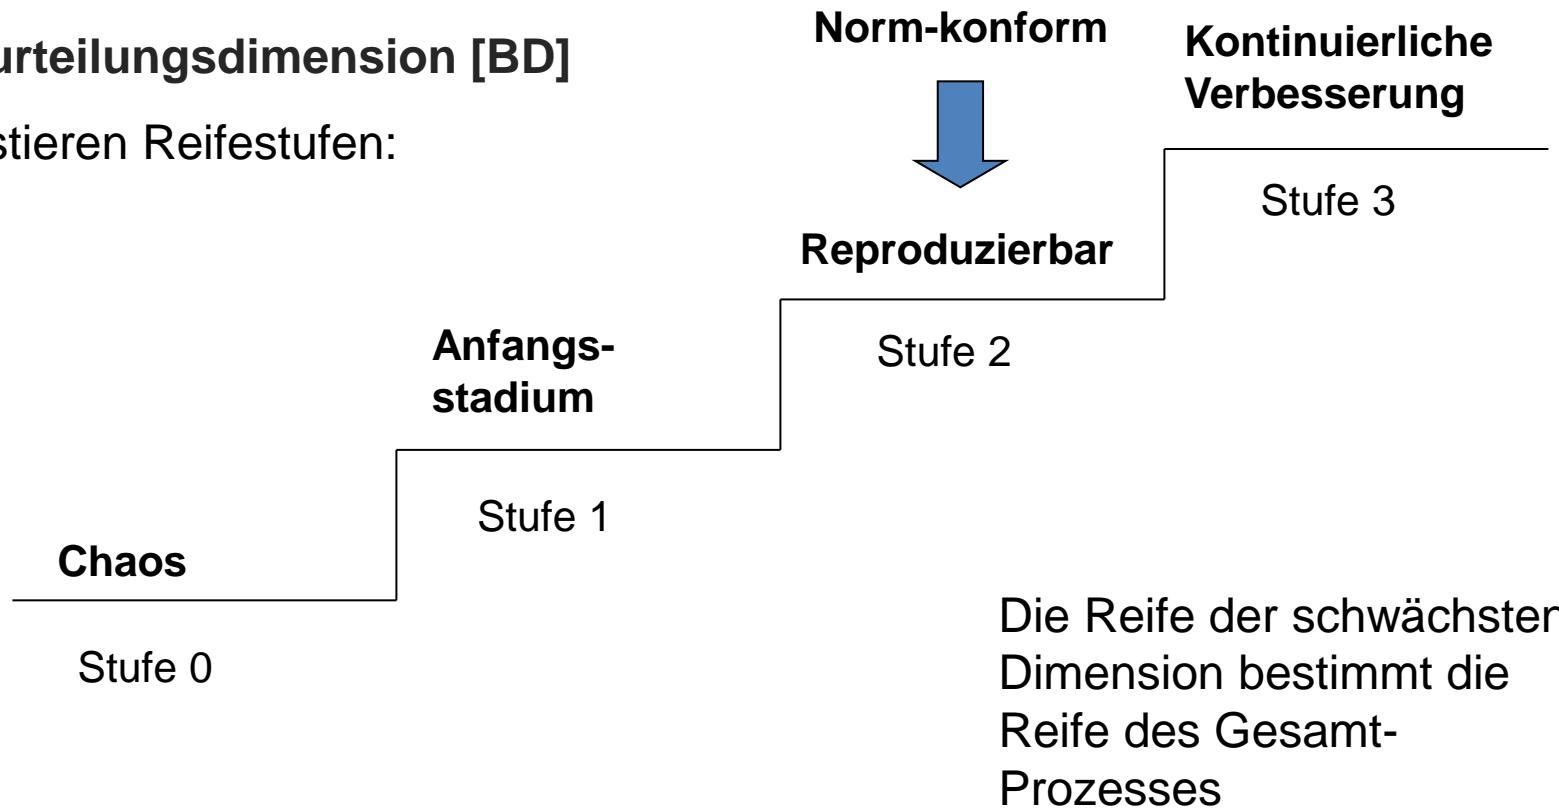 urteilungsdimension [BD]
stieren Reifestufen:
Norm-konform
Kontinuierliche
Verbesserung
Stufe 3
Reproduzierbar
Stufe 2
Anfangs-
stadium
Stufe 1
Chaos
Stufe 0
Die Reife der schwächsten
Dimension bestimmt die
Reife des Gesamt-
Prozesses